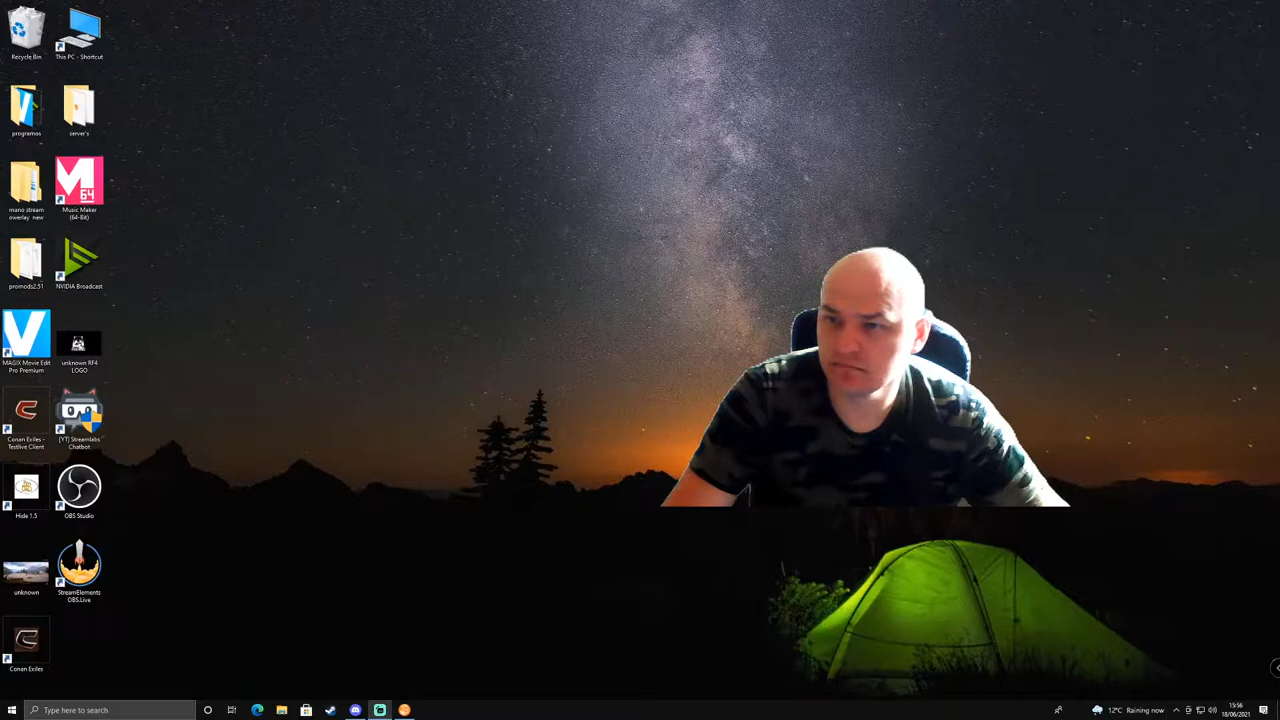 Recycle Bin
This PC - Shortcut
programos
server's
mano stream
owerlay new
64
Music Maker
(64-Bit)
promods2.51
NVIDIA Broadcast
MAGIX Movie Edit
Pro Premium
unknown RF4
LOGO
Conan Exiles -
Testlive Client
[YT] Streamlabs
Chatbot
Hide 1.5
OBS Studio
unknown
StreamElements
OBS.Live
Conan Exiles
Type here to search
12°C Raining now
15:56
18/06/2021